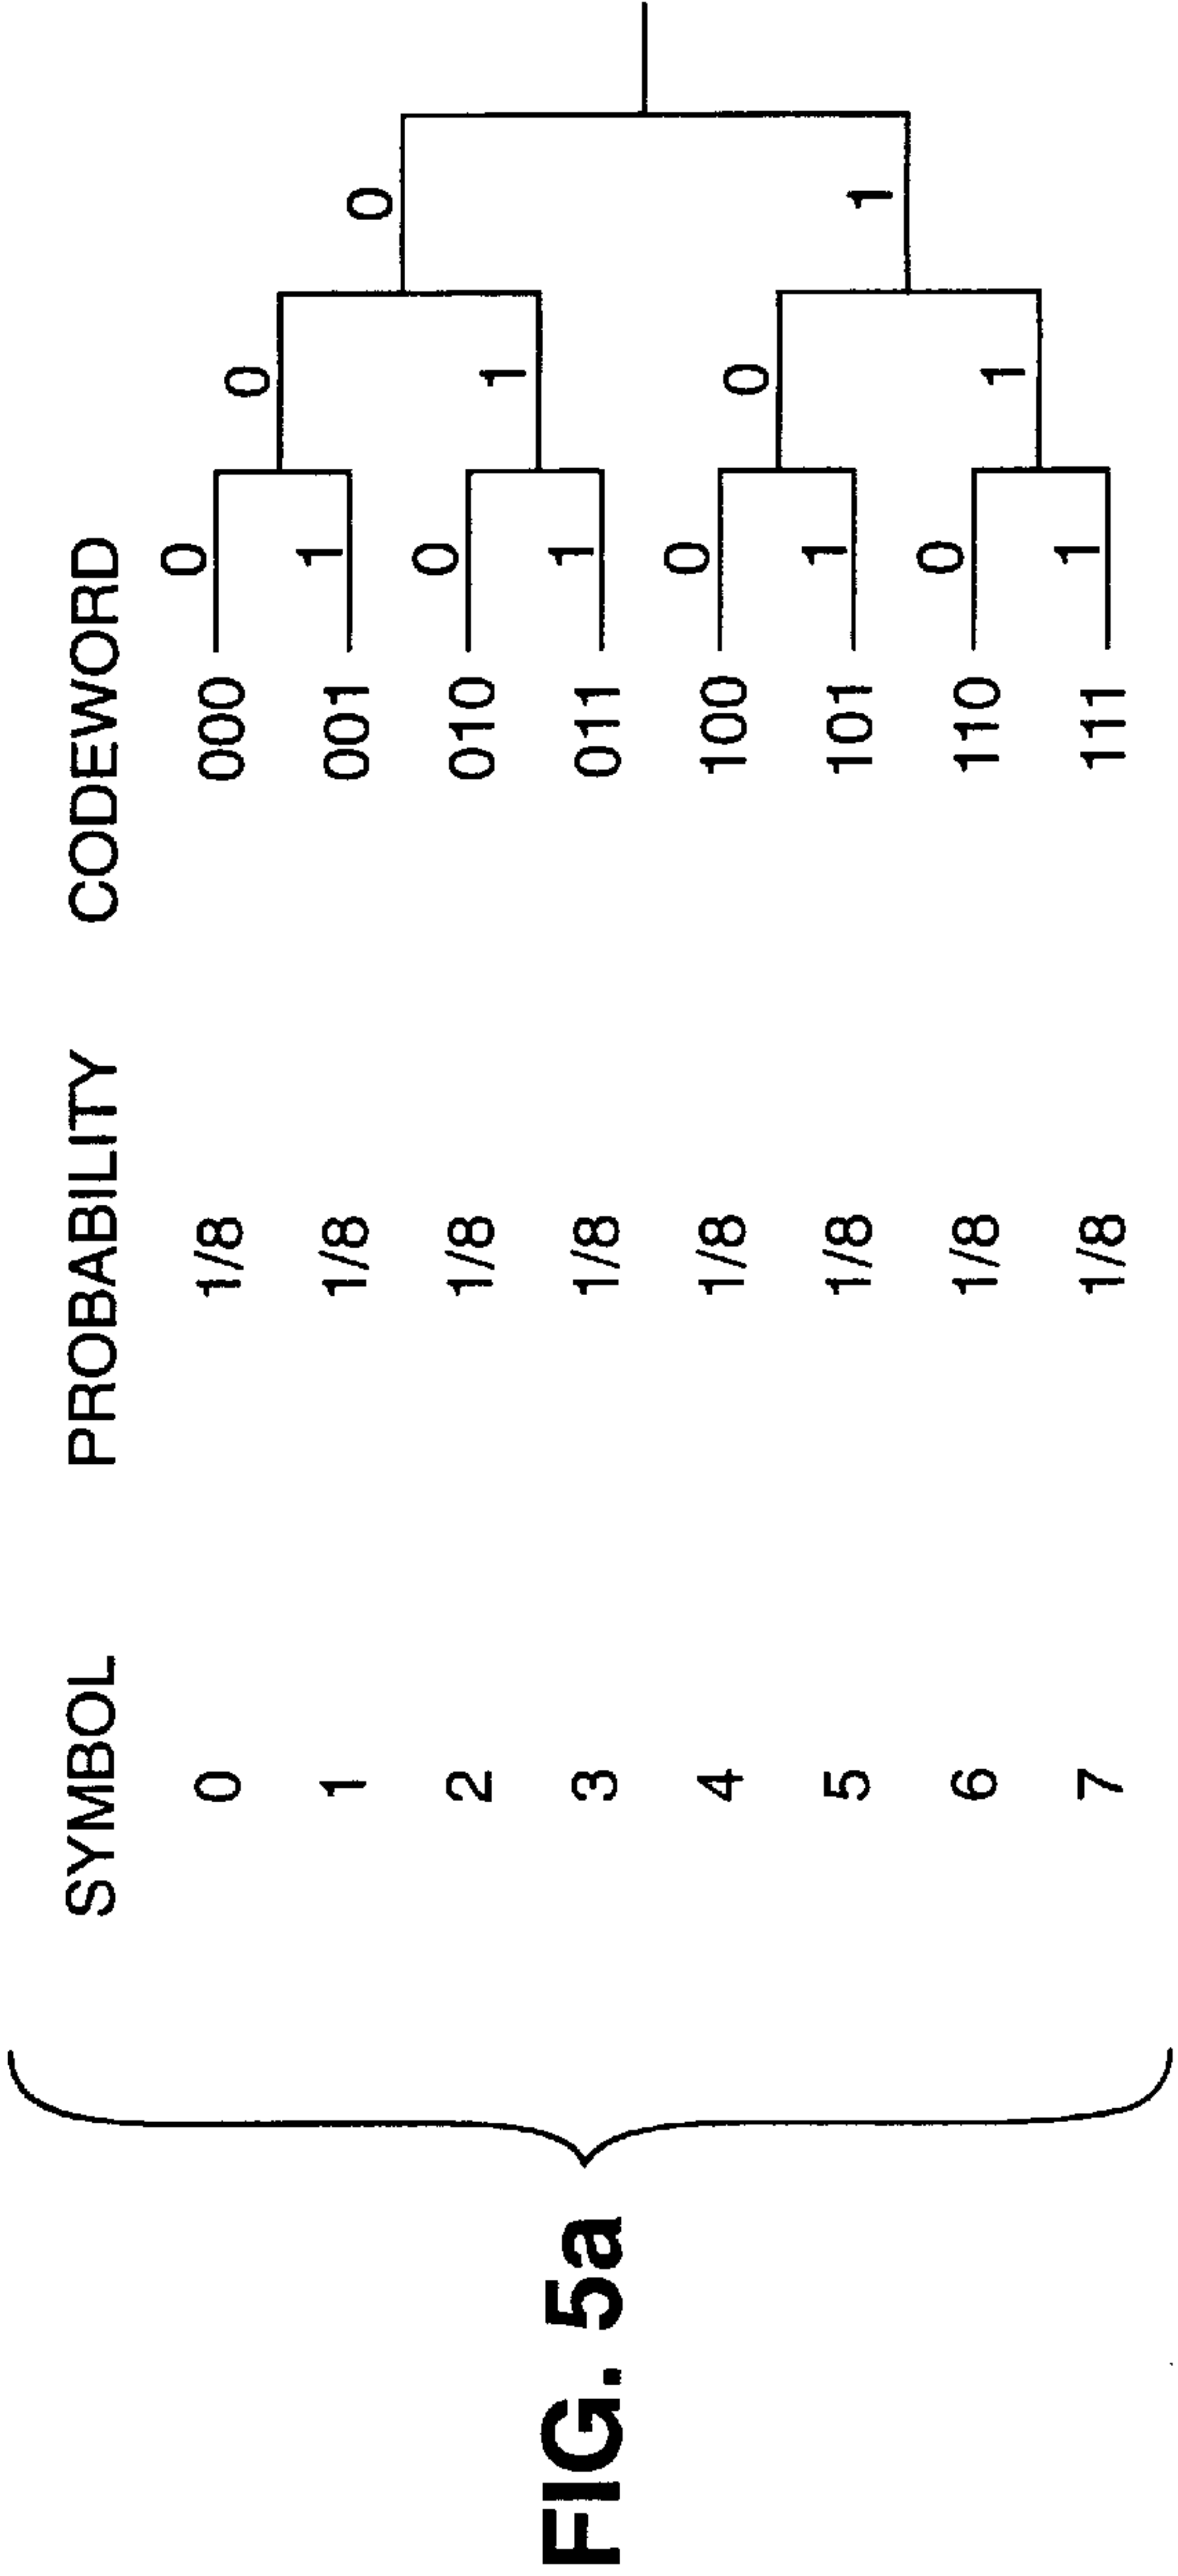 FIG. 5a
SYMBOL PROBABILITY CODEWORD
0 1/8 000 0
0
1 1/8 001 1
0
2 1/8 010 0
1
3 1/8 011 1
4 1/8 100 0
0
5 1/8 101 1
1
6 1/8 110 0
1
7 1/8 111 1